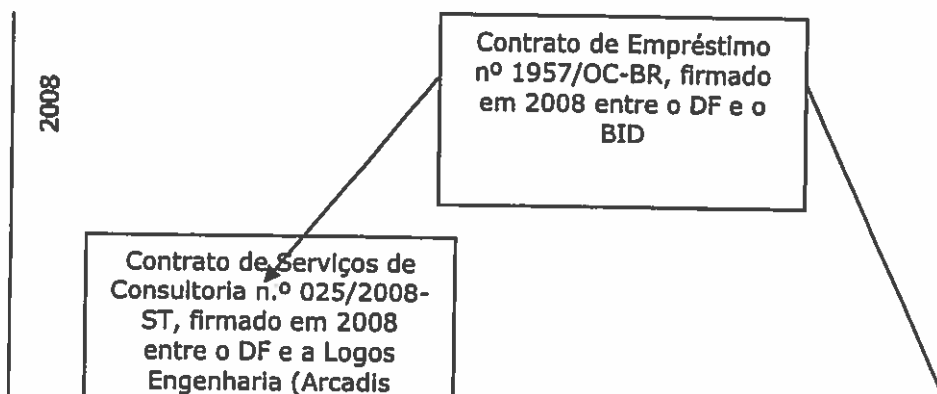 2008
Contrato de Empréstimo
nº 1957/OC-BR, firmado
em 2008 entre o DF e o
BID
Contrato de Serviços de
Consultoria n.º 025/2008-
ST, firmado em 2008
entre o DF e a Logos
Engenharia (Arcadis